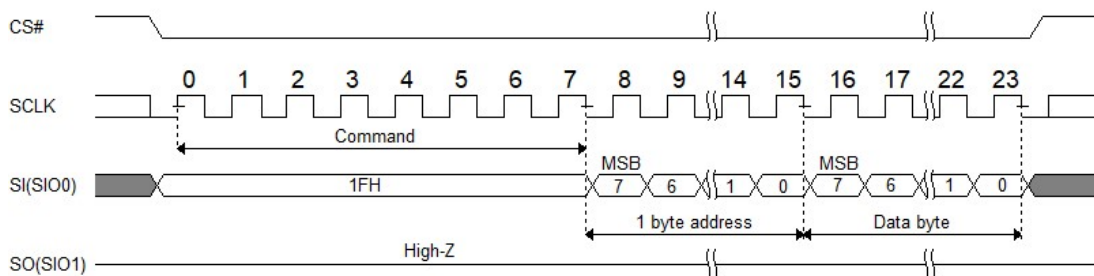 CS#
0 1 2 3 4 5 6 7 8 9 14 15 16 17 22 23
SCLK
Command
MSB MSB
SI(SIO0) 1FH 7 6 1 0 7 6 1 0
1 byte address Data byte
High-Z
SO(SIO1)